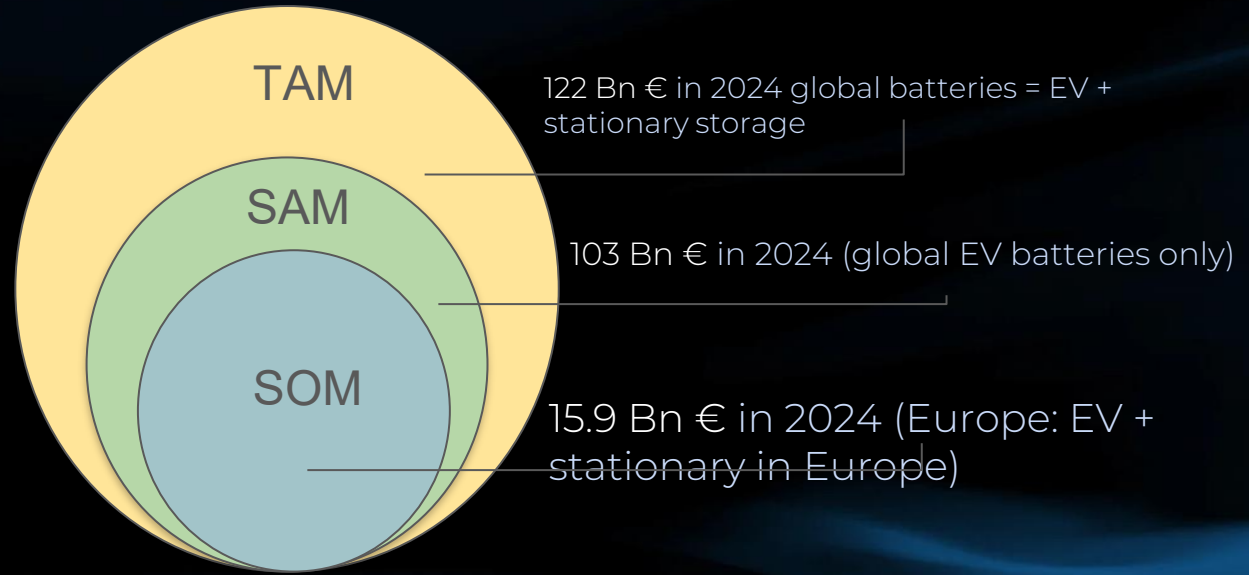 TAM
122 Bn € in 2024 global batteries = EV +
stationary storage
SAM
103 Bn € in 2024 (global EV batteries only)
SOM
15.9 Bn € in 2024 (Europe: EV +
stationary in Europe)